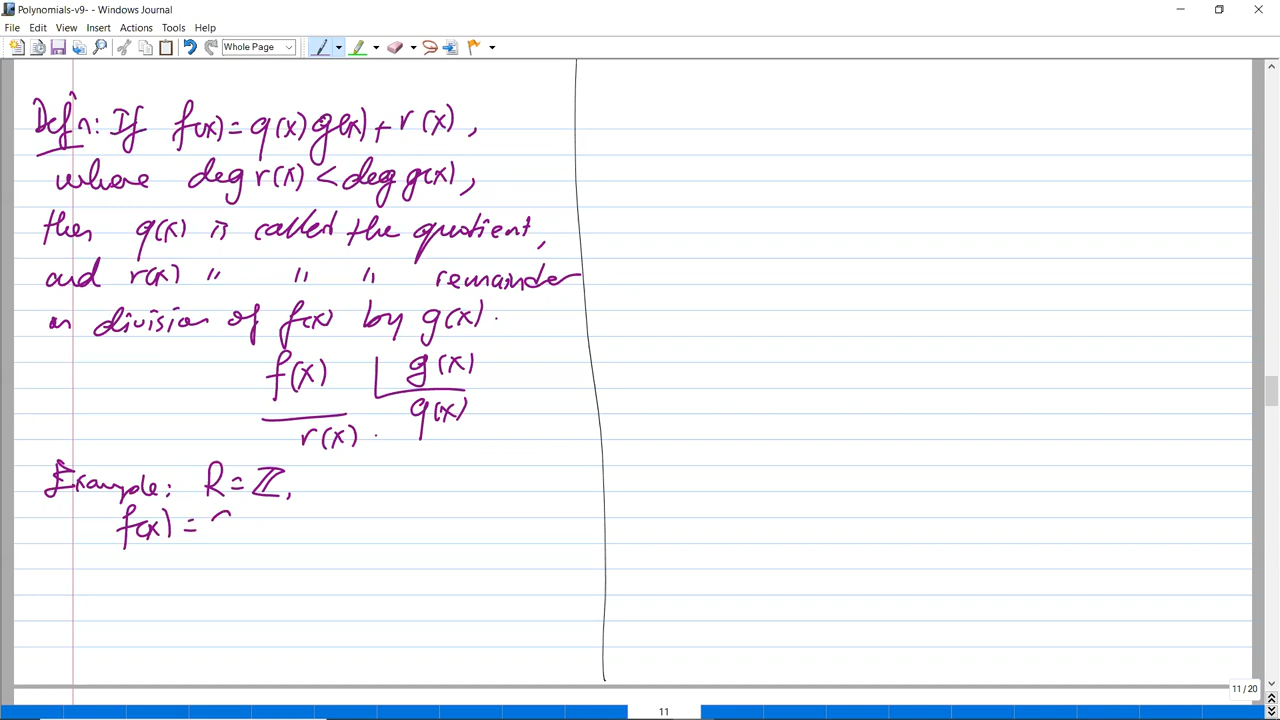 Polynomials-v9- - Windows Journal
File Edit View Insert Actions Tools Help
Whole Page
Defn: If f(x) = q(x) g(x) + r(x),
where deg r(x) < deg g(x),
then q(x) is called the quotient,
and r(x) " " " remainder
on division of f(x) by g(x).
f(x) g(x)
q(x)
r(x).
Example: R = ℤ,
f(x) =
11 / 20
11